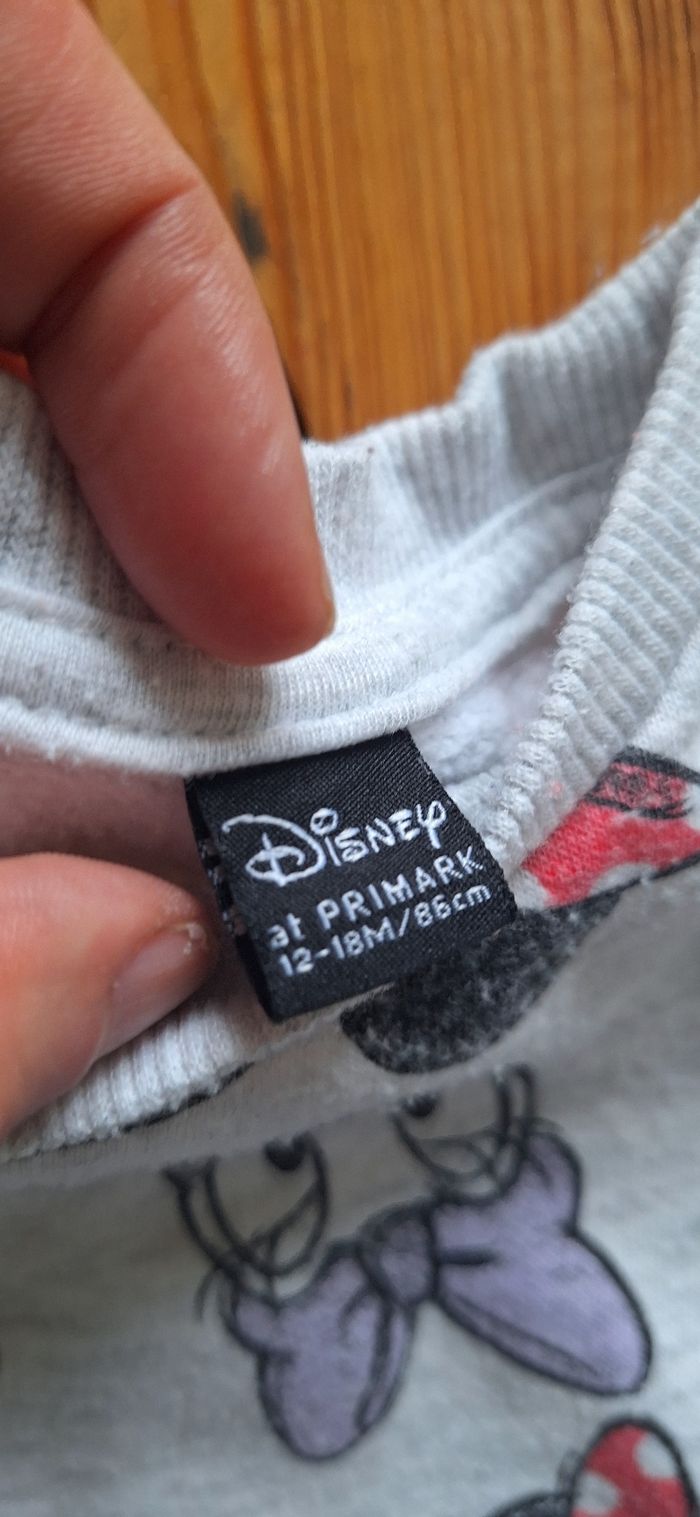 Disney
at PRIMARK
12-18M/86cm